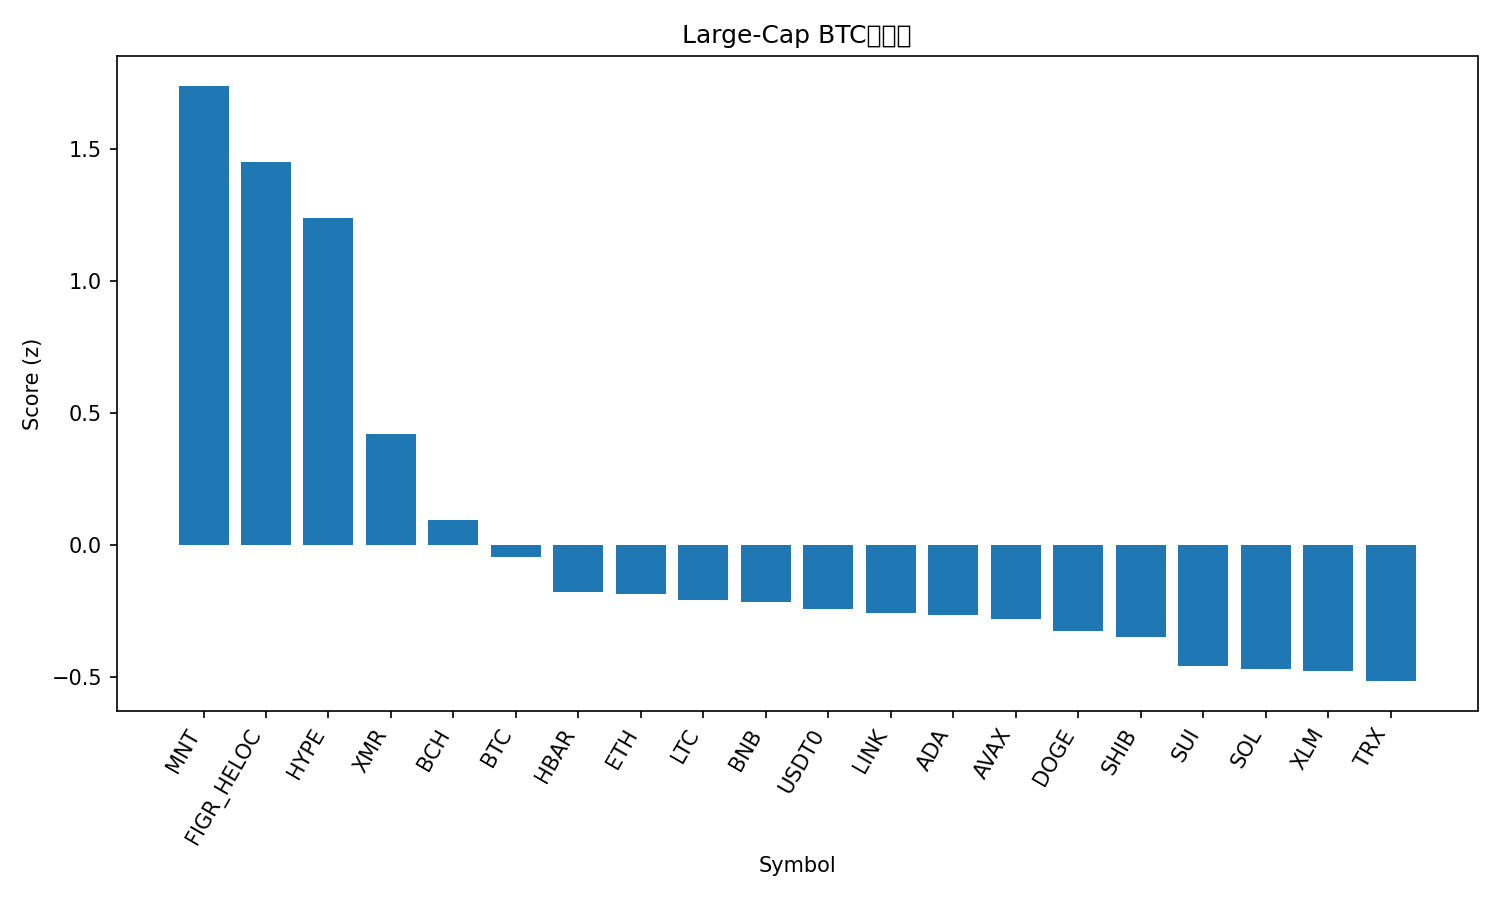 Large-Cap BTC
1.5
1.0
0.5
0.0
−0.5
Score (z)
MNT
FIGR_HELOC
HYPE
XMR
BCH
BTC
HBAR
ETH
LTC
BNB
USDT0
LINK
ADA
AVAX
DOGE
SHIB
SUI
SOL
XLM
TRX
Symbol